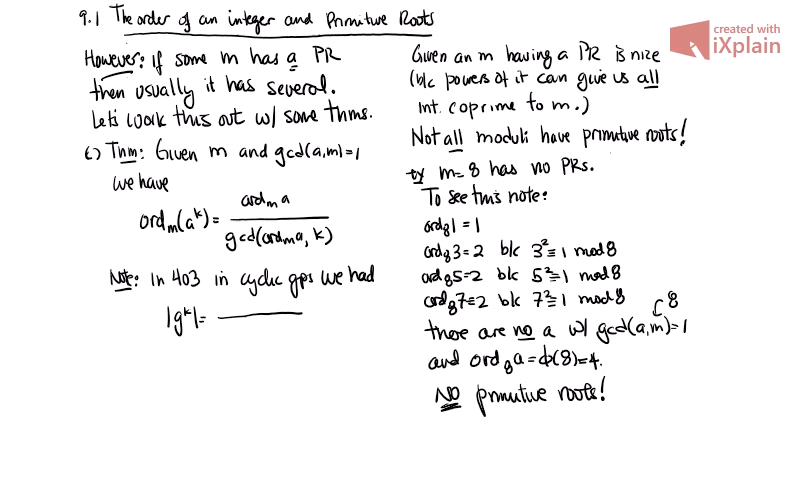 9.1 The order of an integer and Primitive Roots
However: if some m has a PR
then usually it has several.
Let's work this out w/ some thms.
(c) Thm: Given m and gcd(a,m)=1
we have
ord_m(a^k) = ord_m a / gcd(ord_m a, k)
Note: In 403 in cyclic gps we had
|g^k| = ______
Given an m having a PR is nice
(b/c powers of it can give us all
int. coprime to m.)
Not all moduli have primitive roots!
ex m=8 has no PRs.
To see this note:
ord_8 1 = 1
ord_8 3 = 2 b/c 3^2 ≡ 1 mod 8
ord_8 5 = 2 b/c 5^2 ≡ 1 mod 8
ord_8 7 = 2 b/c 7^2 ≡ 1 mod 8
8
there are no a w/ gcd(a,m)=1
and ord_8 a = φ(8) = 4.
NO primitive roots!
created with
iXplain